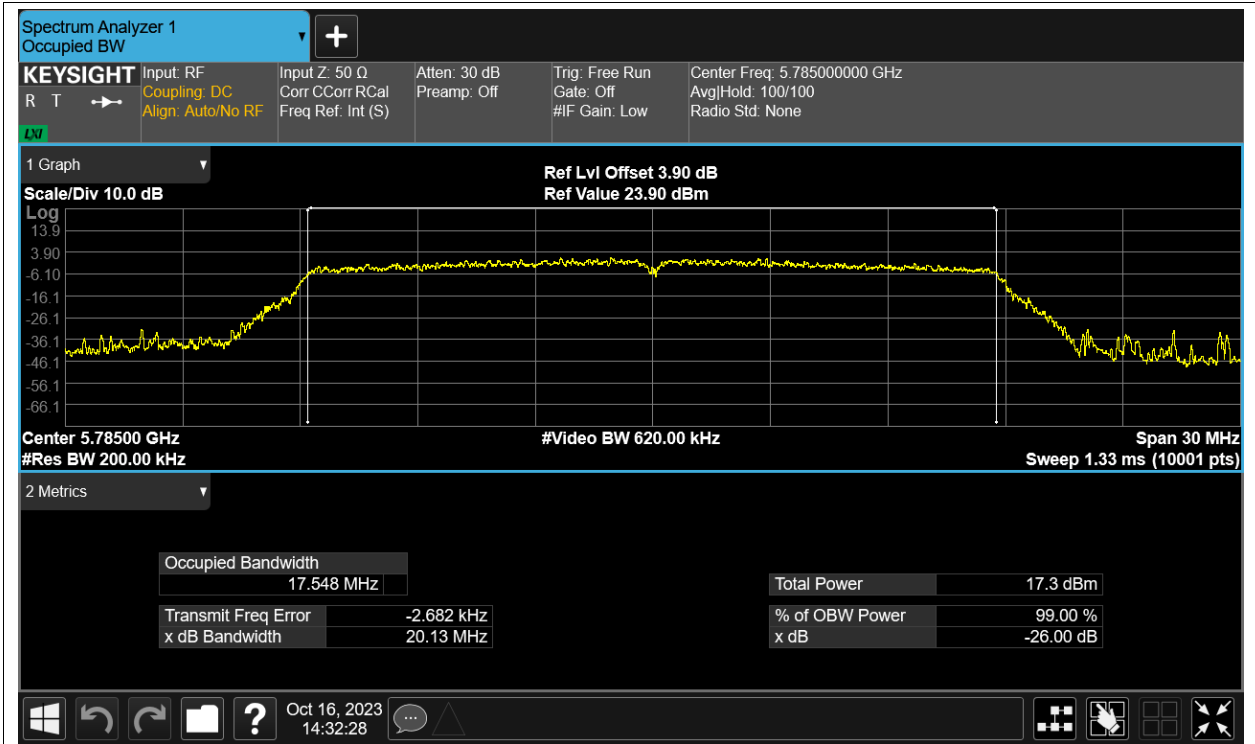 Spectrum Analyzer 1
Occupied BW
KEYSIGHT
R T
LXI
Input: RF
Coupling: DC
Align: Auto/No RF
Input Z: 50 Ω
Corr CCorr RCal
Freq Ref: Int (S)
Atten: 30 dB
Preamp: Off
Trig: Free Run
Gate: Off
#IF Gain: Low
Center Freq: 5.785000000 GHz
Avg|Hold: 100/100
Radio Std: None
1 Graph
Scale/Div 10.0 dB
Ref Lvl Offset 3.90 dB
Ref Value 23.90 dBm
Log
13.9
3.90
-6.10
-16.1
-26.1
-36.1
-46.1
-56.1
-66.1
Center 5.78500 GHz
#Res BW 200.00 kHz
#Video BW 620.00 kHz
Span 30 MHz
Sweep 1.33 ms (10001 pts)
2 Metrics
Occupied Bandwidth
17.548 MHz
Transmit Freq Error -2.682 kHz
x dB Bandwidth 20.13 MHz
Total Power 17.3 dBm
% of OBW Power 99.00 %
x dB -26.00 dB
?
Oct 16, 2023
14:32:28